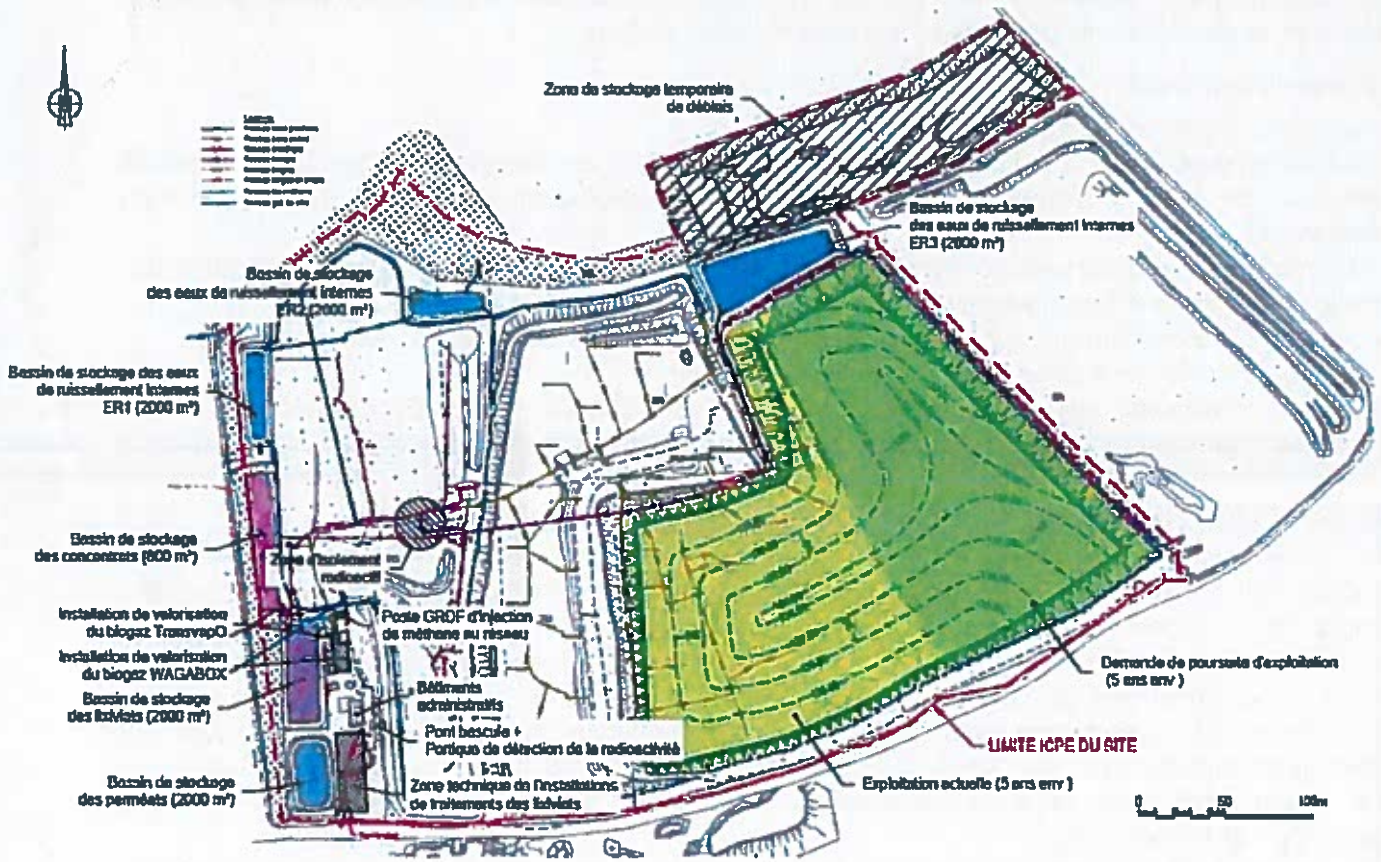 Zone de stockage temporaire
de déblais
Bassin de stockage
des eaux de ruissellement internes
ER3 (2600 m³)
Bassin de stockage
des eaux de ruissellement internes
ER2 (2000 m³)
Bassin de stockage des eaux
de ruissellement internes
ER1 (2000 m³)
Bassin de stockage
des concentrats (800 m³)
Zone d'isolement
radioactif
Installation de valorisation
du biogaz TransvapO
Poste GRDF d'injection
de méthane au réseau
Installation de valorisation
du biogaz WAGABOX
Bassin de stockage
des lixiviats (2000 m³)
Bâtiments
administratifs
Pont bascule +
Portique de détection de la radioactivité
Bassin de stockage
des perméats (2000 m³)
Zone technique de l'installations
de traitements des lixiviats
Demande de poursuite d'exploitation
(5 ans env )
LIMITE ICPE DU SITE
Exploitation actuelle (5 ans env )
0 50 100m